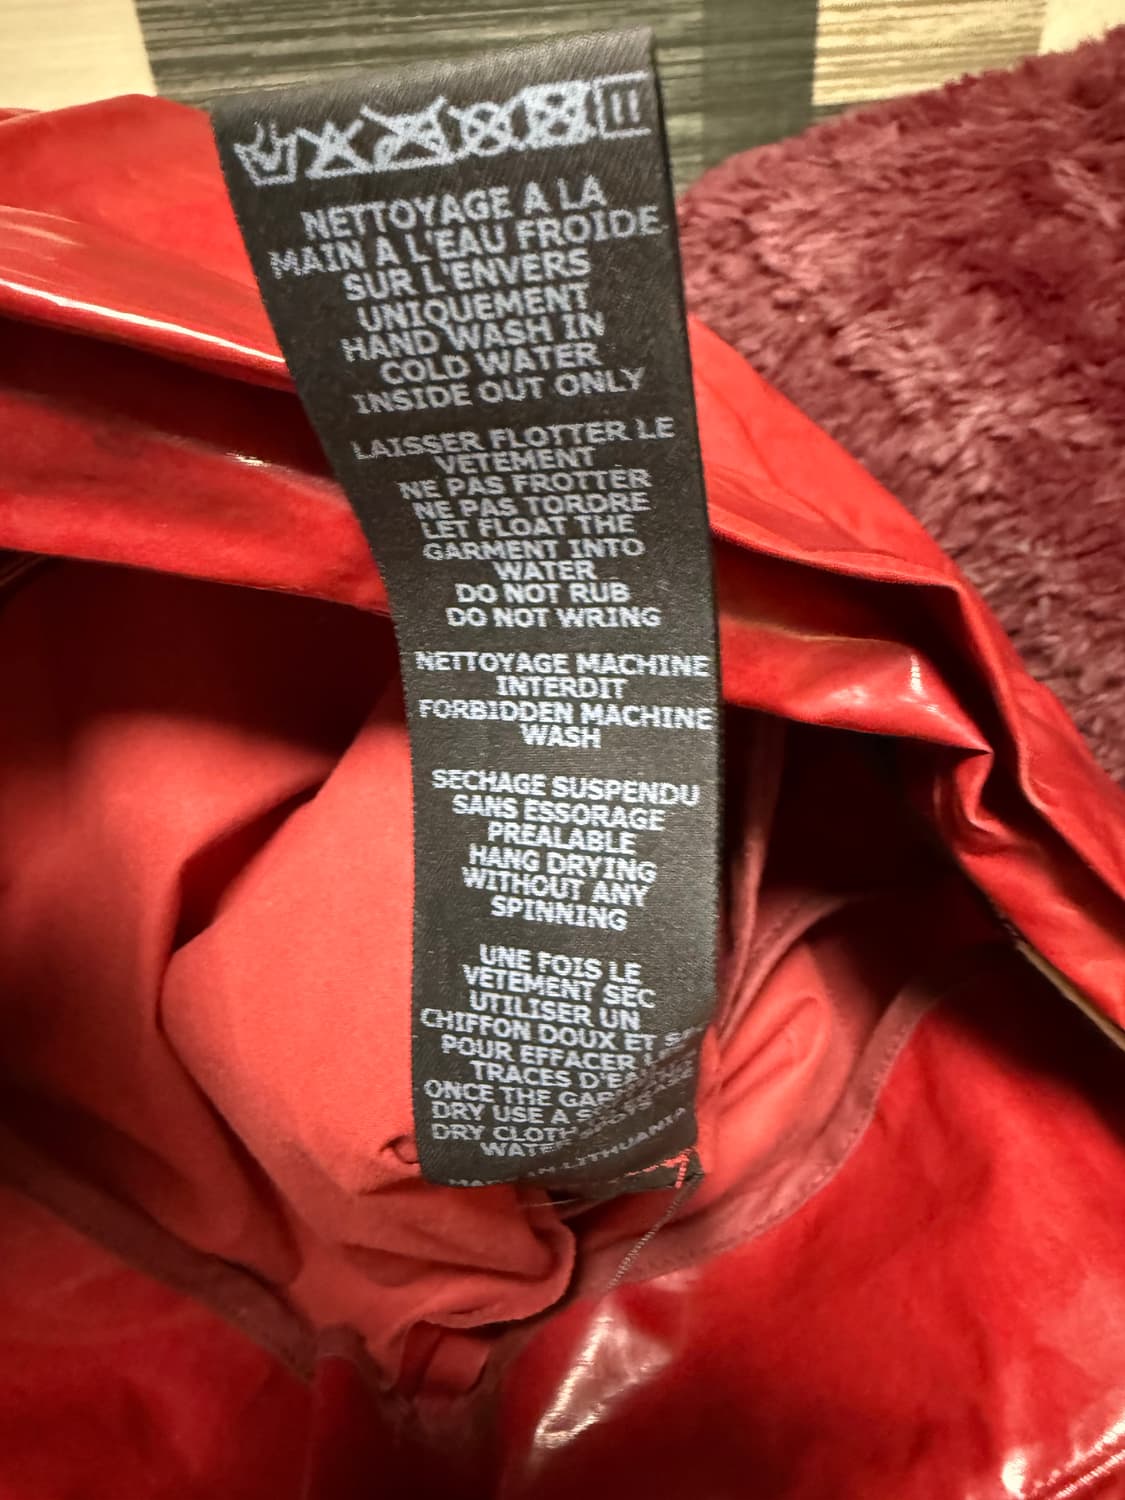 NETTOYAGE A LA
MAIN A L'EAU FROIDE
SUR L'ENVERS
UNIQUEMENT
HAND WASH IN
COLD WATER
INSIDE OUT ONLY
LAISSER FLOTTER LE
VETEMENT
NE PAS FROTTER
NE PAS TORDRE
LET FLOAT THE
GARMENT INTO
WATER
DO NOT RUB
DO NOT WRING
NETTOYAGE MACHINE
INTERDIT
FORBIDDEN MACHINE
WASH
SECHAGE SUSPENDU
SANS ESSORAGE
PREALABLE
HANG DRYING
WITHOUT ANY
SPINNING
UNE FOIS LE
VETEMENT SEC
UTILISER UN
CHIFFON DOUX ET
POUR EFFACER
TRACES
ONCE THE
DRY USE A
DRY
IN LITHUANIA